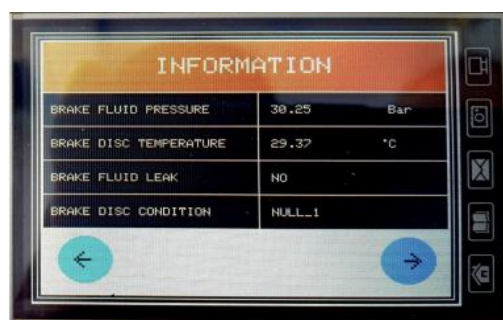 INFORMATION
BRAKE FLUID PRESSURE 30.25 Bar
BRAKE DISC TEMPERATURE 29.37 °C
BRAKE FLUID LEAK NO
BRAKE DISC CONDITION NULL_1